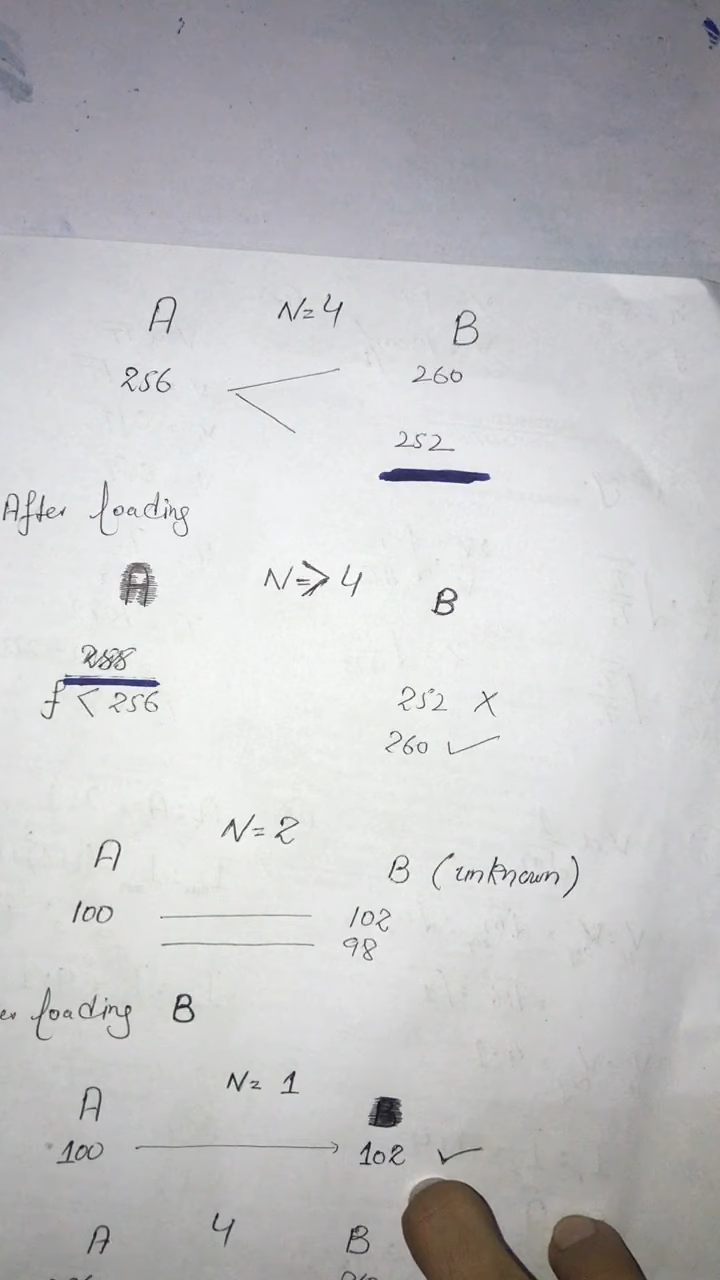 A N=4 B
256 260
252
After loading
A N=>4 B
288
f < 256 252 X
260 ✓
N=2
A B (unknown)
100 102
98
loading B
N= 1
A B
100 102 ✓
A 4 B